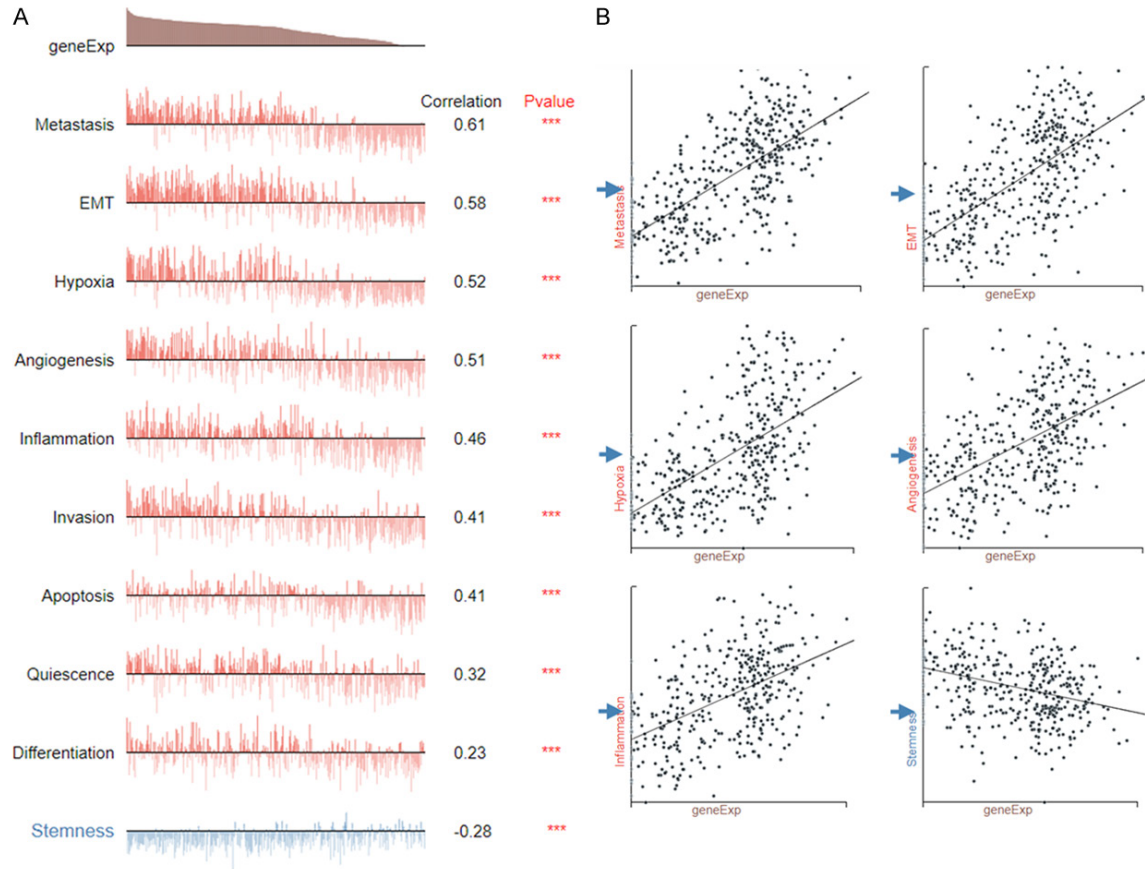 A
geneExp
Correlation Pvalue
Metastasis 0.61 ***
EMT 0.58 ***
Hypoxia 0.52 ***
Angiogenesis 0.51 ***
Inflammation 0.46 ***
Invasion 0.41 ***
Apoptosis 0.41 ***
Quiescence 0.32 ***
Differentiation 0.23 ***
Stemness -0.28 ***
B
Metastasis
geneExp
EMT
geneExp
Hypoxia
geneExp
Angiogenesis
geneExp
Inflammation
geneExp
Stemness
geneExp